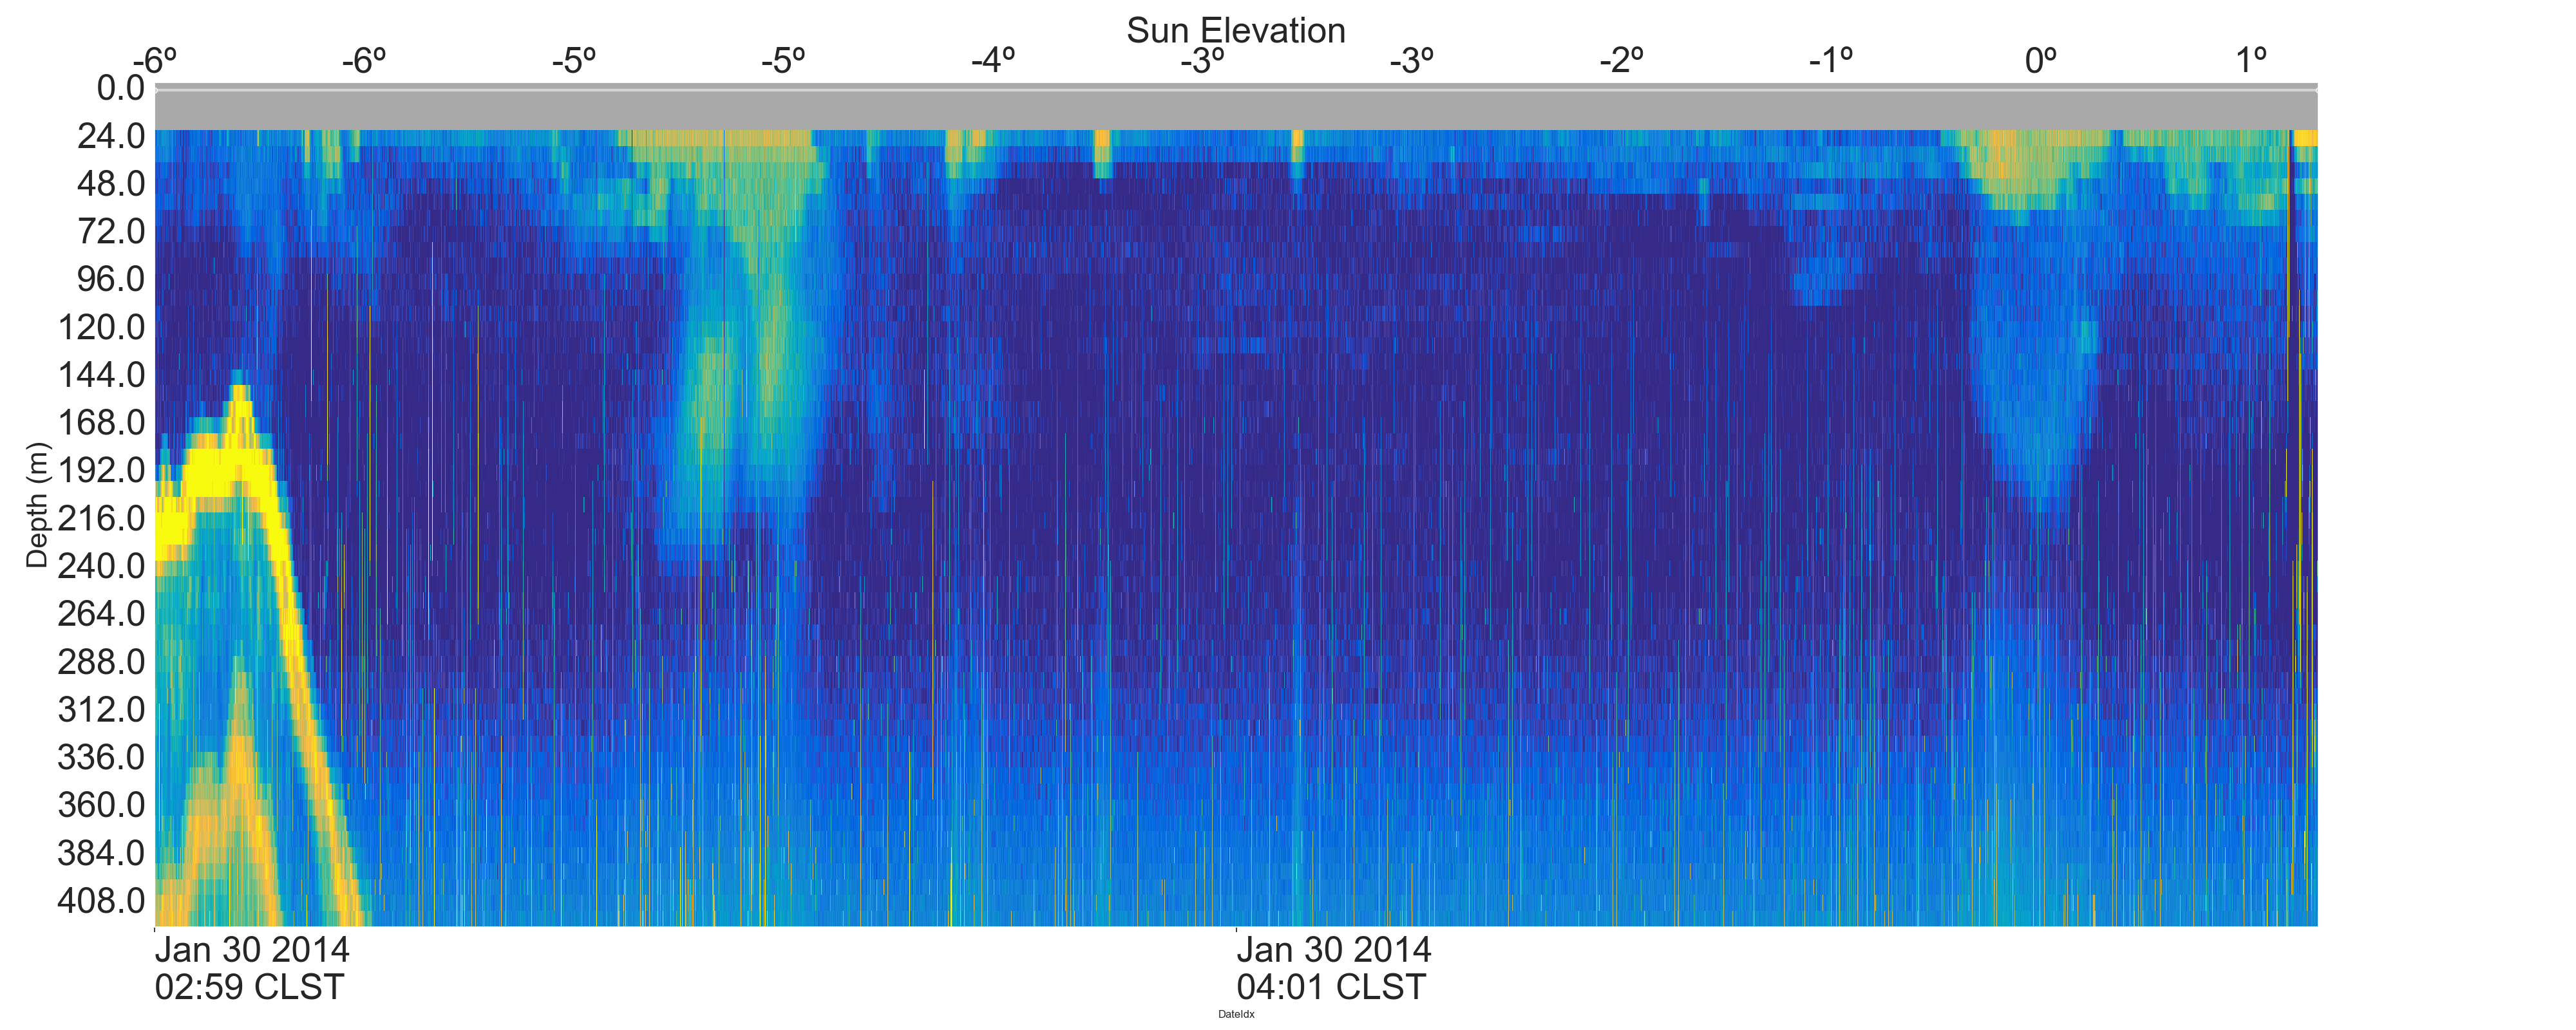 Sun Elevation
-6º -6º -5º -5º -4º -3º -3º -2º -1º 0º 1º
0.0
24.0
48.0
72.0
96.0
120.0
144.0
168.0
192.0
216.0
240.0
264.0
288.0
312.0
336.0
360.0
384.0
408.0
Depth (m)
Jan 30 2014
02:59 CLST
Jan 30 2014
04:01 CLST
DateIdx